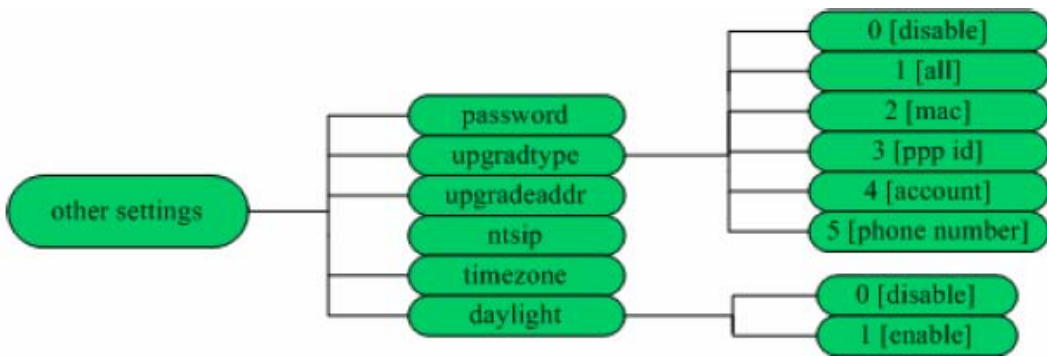 other settings
password
upgradtype
upgradeaddr
ntsip
timezone
daylight
0 [disable]
1 [all]
2 [mac]
3 [ppp id]
4 [account]
5 [phone number]
0 [disable]
1 [enable]